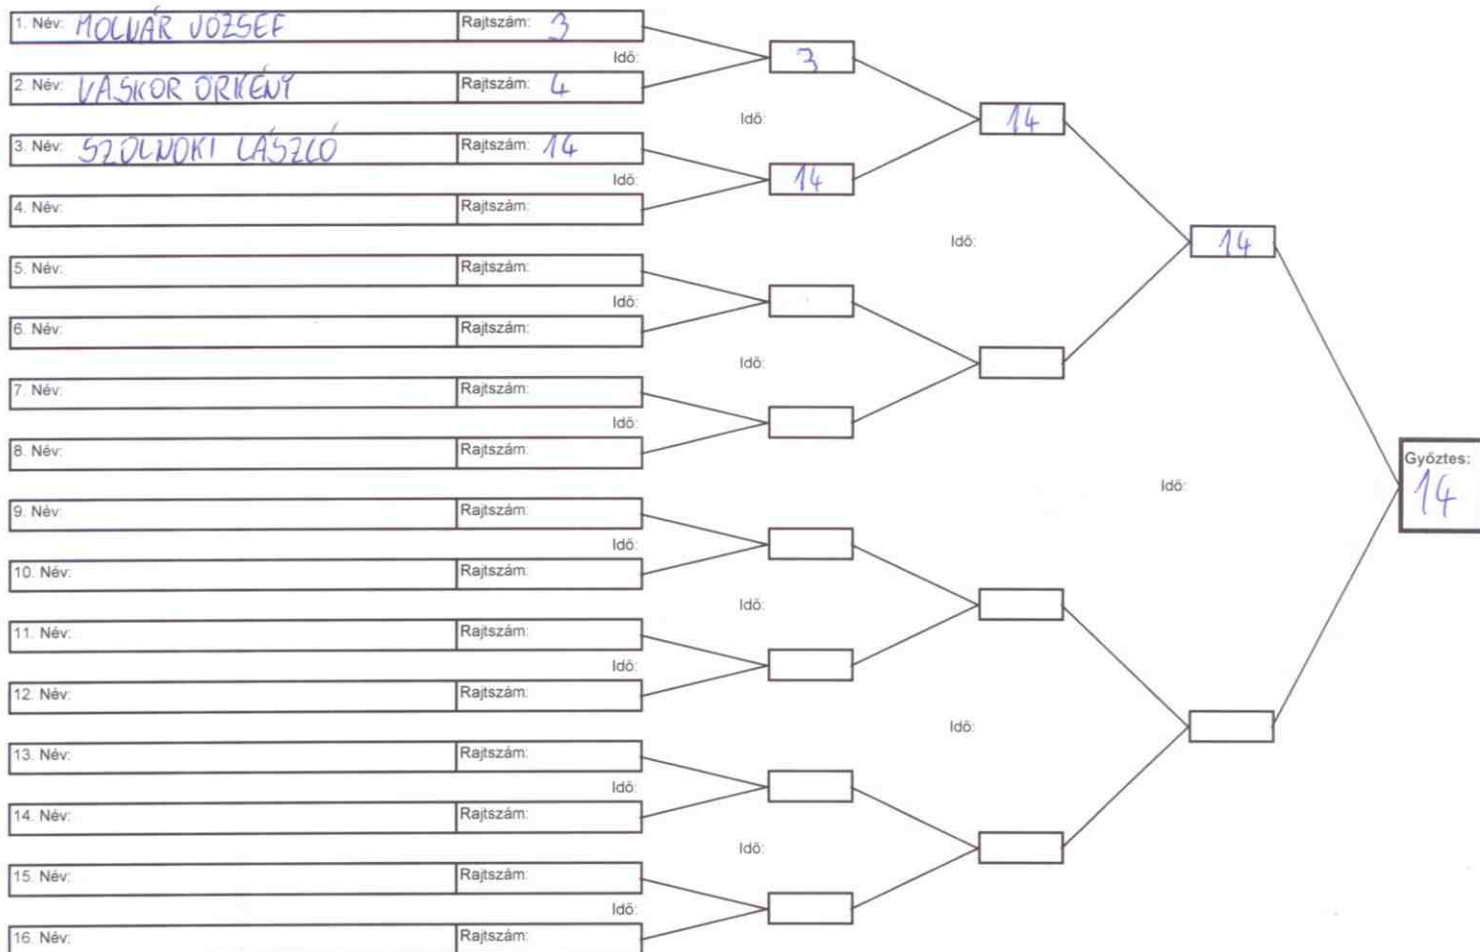 1. Név: MOLNÁR JÓZSEF Rajtszám: 3
Idő: 3
2. Név: VASKOR ÖRKÉNY Rajtszám: 4
Idő: 14
3. Név: SZOLNOKI LÁSZLÓ Rajtszám: 14
Idő: 14
4. Név: Rajtszám:
Idő: 14
5. Név: Rajtszám:
Idő:
6. Név: Rajtszám:
Idő:
7. Név: Rajtszám:
Idő:
8. Név: Rajtszám:
Győztes:
Idő: 14
9. Név: Rajtszám:
Idő:
10. Név: Rajtszám:
Idő:
11. Név: Rajtszám:
Idő:
12. Név: Rajtszám:
Idő:
13. Név: Rajtszám:
Idő:
14. Név: Rajtszám:
Idő:
15. Név: Rajtszám:
Idő:
16. Név: Rajtszám: